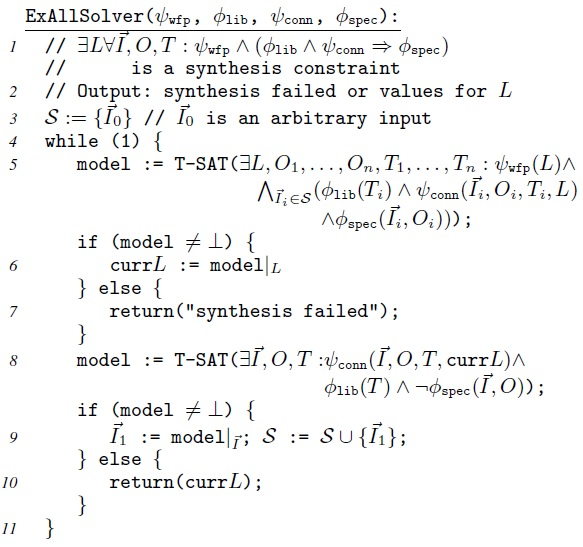 ExAllSolver(ψwfp, ϕlib, ψconn, ϕspec):
1 // ∃L∀I⃗,O,T : ψwfp ∧ (ϕlib ∧ ψconn ⇒ ϕspec)
// is a synthesis constraint
2 // Output: synthesis failed or values for L
3 𝒮 := {I⃗0} // I⃗0 is an arbitrary input
4 while (1) {
5 model := T-SAT(∃L, O1, . . . , On, T1, . . . , Tn : ψwfp(L)∧
⋀I⃗i∈𝒮(ϕlib(Ti) ∧ ψconn(I⃗i, Oi, Ti, L)
∧ϕspec(I⃗i, Oi)));
if (model ≠ ⊥) {
6 currL := model|L
} else {
7 return("synthesis failed");
}
8 model := T-SAT(∃I⃗, O, T :ψconn(I⃗, O, T, currL)∧
ϕlib(T) ∧ ¬ϕspec(I⃗, O));
if (model ≠ ⊥) {
9 I⃗1 := model|I⃗; 𝒮 := 𝒮 ∪ {I⃗1};
} else {
10 return(currL);
}
11 }